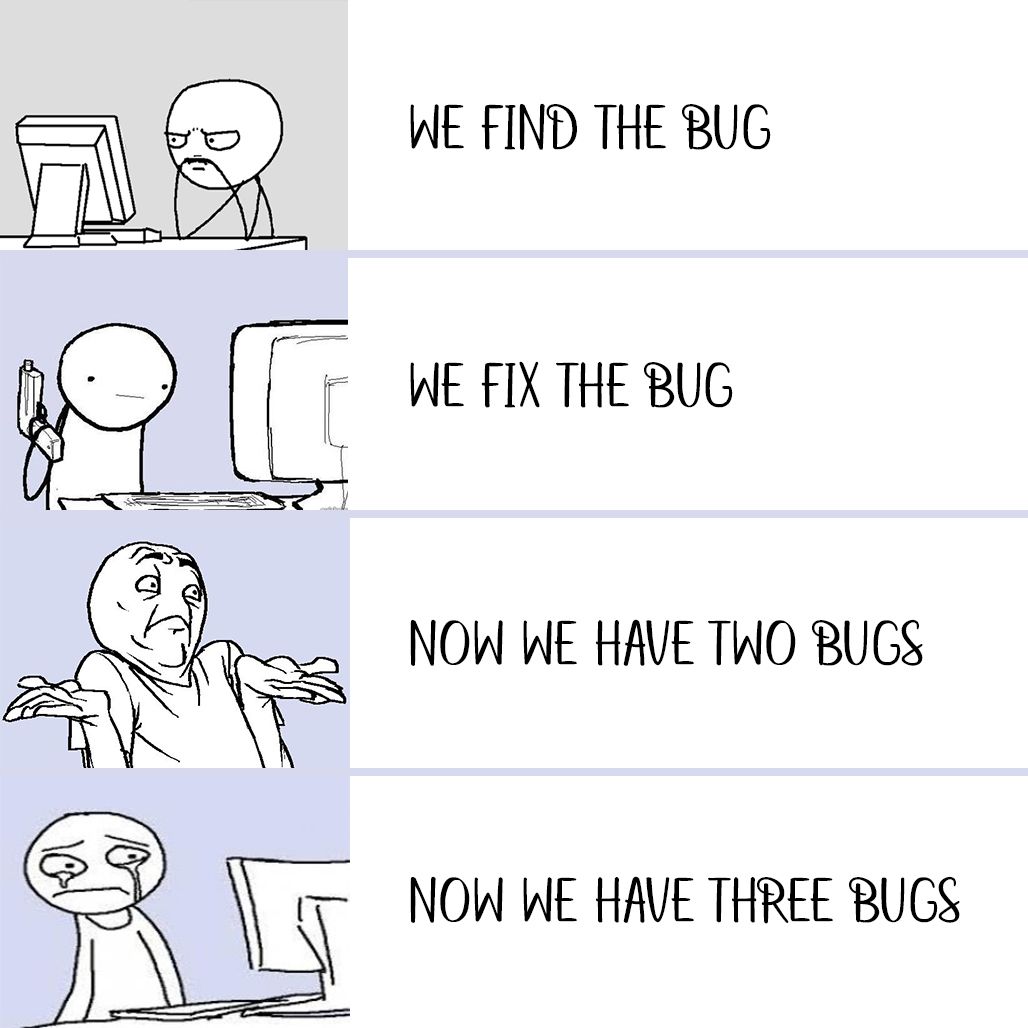 WE FIND THE BUG
WE FIX THE BUG
NOW WE HAVE TWO BUGS
NOW WE HAVE THREE BUGS